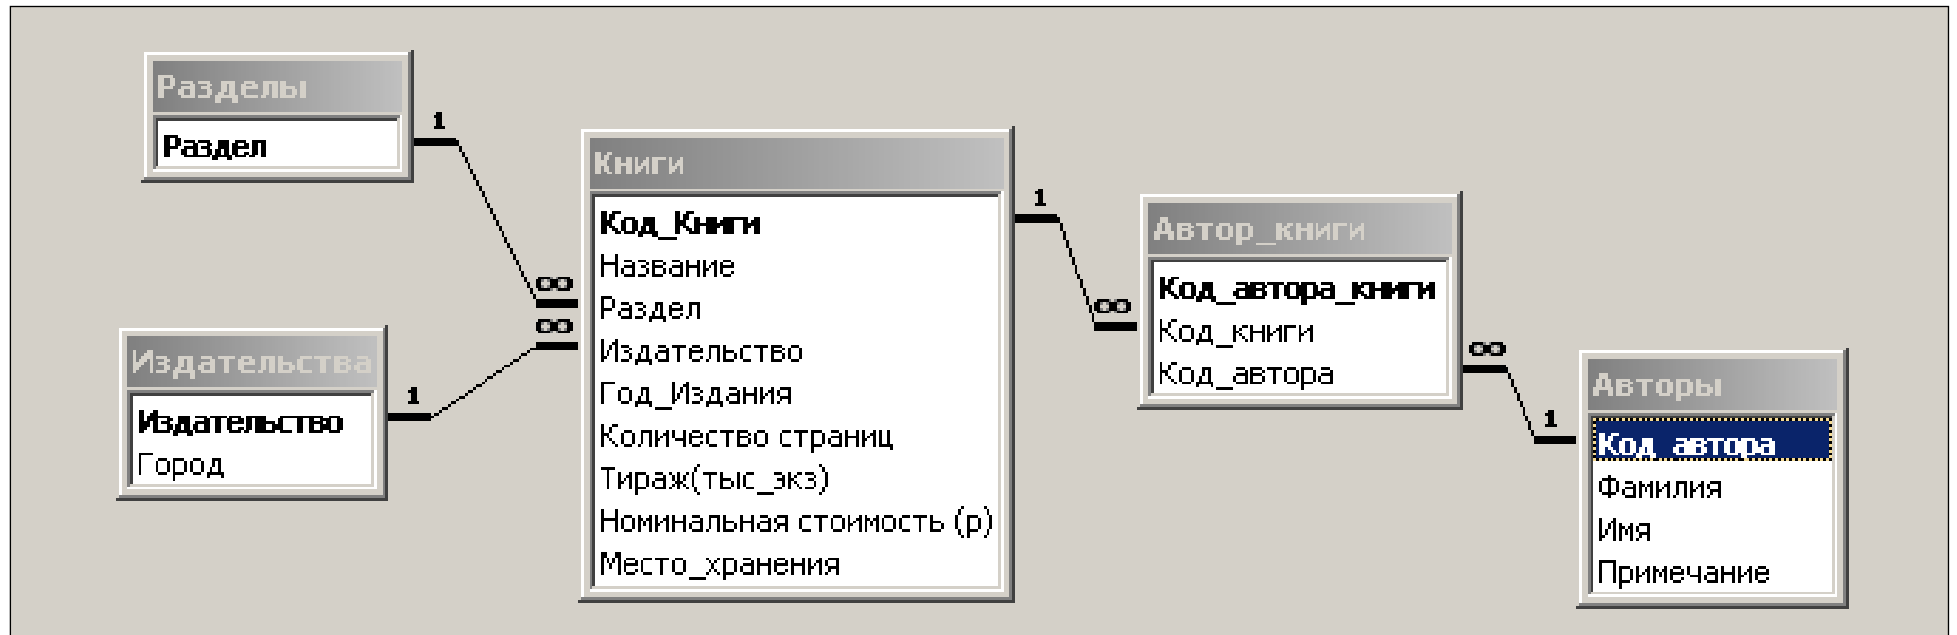 Разделы
Раздел
1
∞
Издательства
Издательство
Город
1
∞
Книги
Код_Книги
Название
Раздел
Издательство
Год_Издания
Количество страниц
Тираж(тыс_экз)
Номинальная стоимость (р)
Место_хранения
1
∞
Автор_книги
Код_автора_книги
Код_книги
Код_автора
∞
1
Авторы
Код_автора
Фамилия
Имя
Примечание